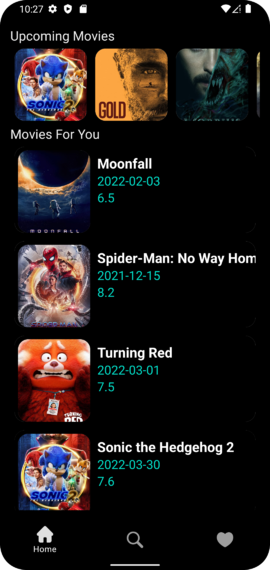 10:27
Upcoming Movies
SONIC 2
GOLD
Movies For You
Moonfall
2022-02-03
6.5
MOONFALL
Spider-Man: No Way Hom
2021-12-15
8.2
Turning Red
2022-03-01
7.5
TURNING
RED
Sonic the Hedgehog 2
2022-03-30
7.6
SONIC 2
Home